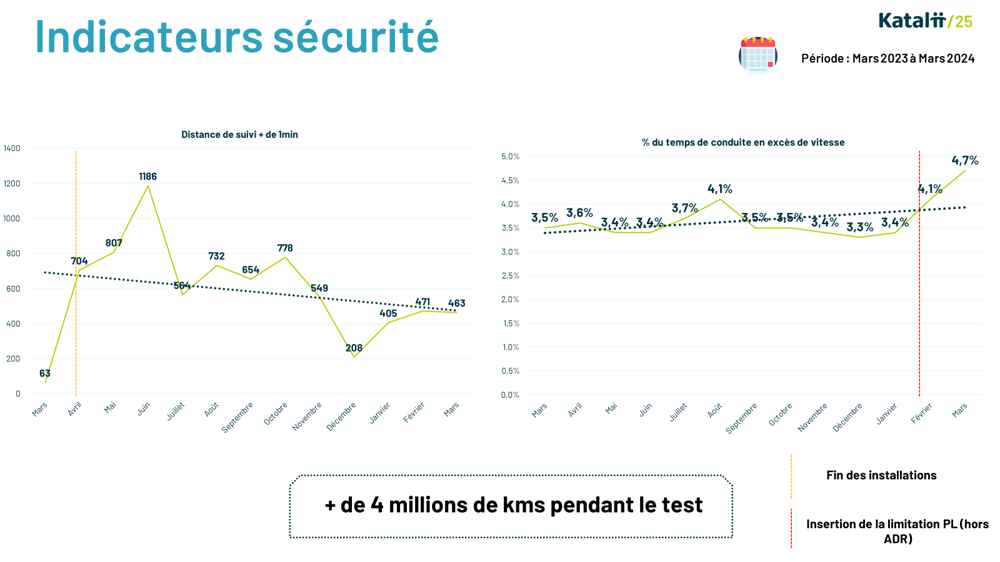 Indicateurs sécurité
Katalii/25
Période : Mars 2023 à Mars 2024
Distance de suivi + de 1min
1400
1200
1000
800
600
400
200
0
63
704
807
1186
564
732
654
778
549
208
405
471
463
Mars
Avril
Mai
Juin
Juillet
Août
Septembre
Octobre
Novembre
Décembre
Janvier
Février
Mars
% du temps de conduite en excès de vitesse
5,0%
4,5%
4,0%
3,5%
3,0%
2,5%
2,0%
1,5%
1,0%
0,5%
0,0%
3,5%
3,6%
3,4%
3,4%
3,7%
4,1%
3,5%
3,5%
3,4%
3,3%
3,4%
4,1%
4,7%
Mars
Avril
Mai
Juin
Juillet
Août
Septembre
Octobre
Novembre
Décembre
Janvier
Février
Mars
+ de 4 millions de kms pendant le test
Fin des installations
Insertion de la limitation PL (hors
ADR)